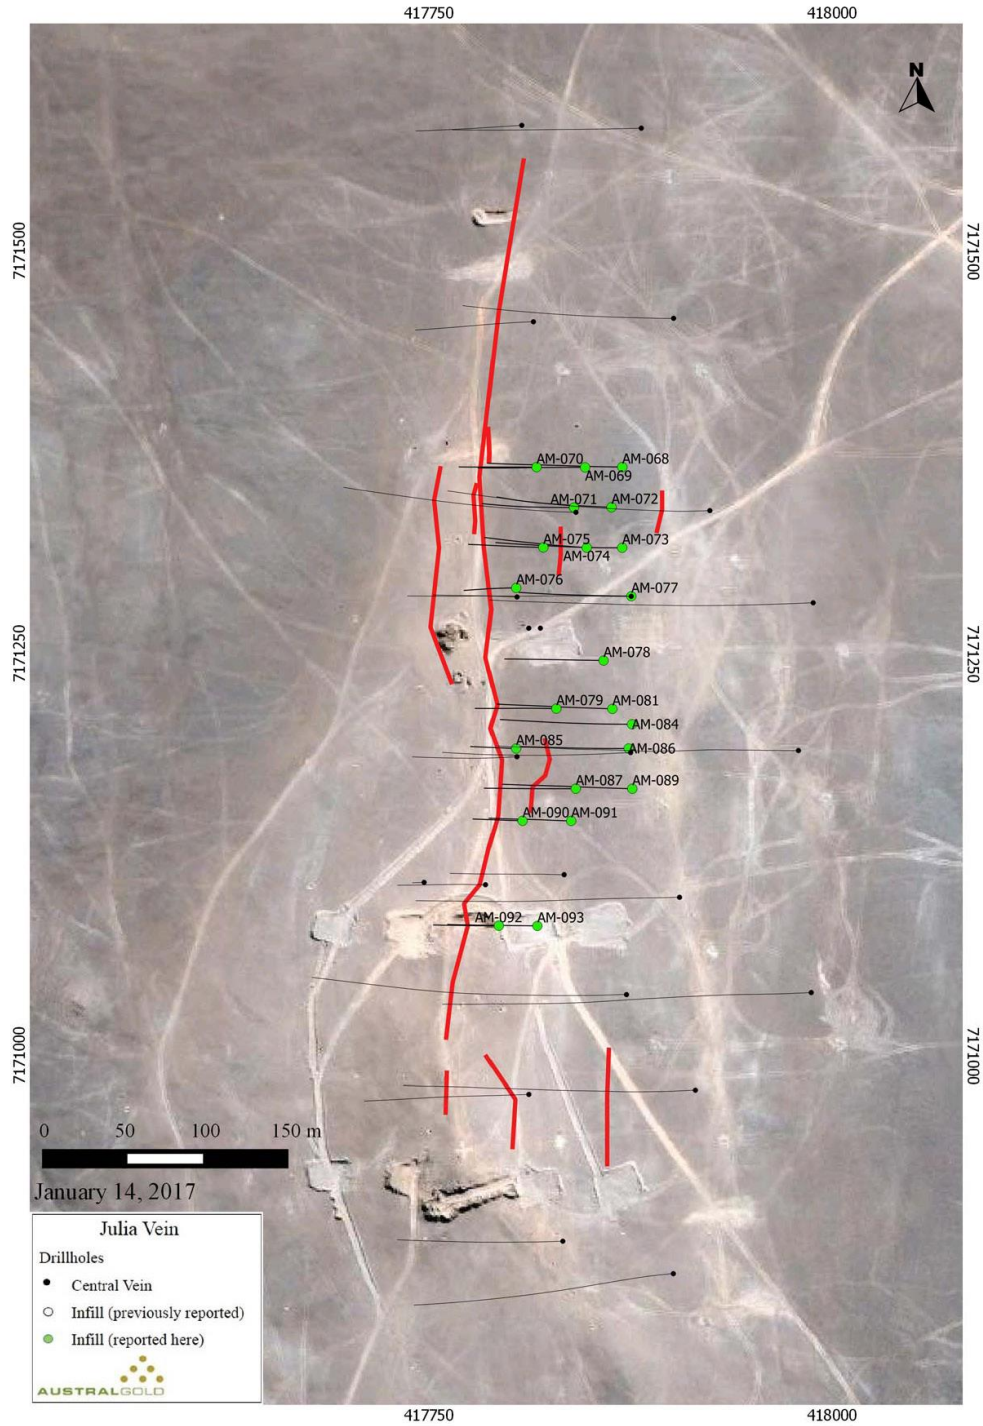 417750 418000
N
7171500 7171500
AM-070 AM-068
AM-069
AM-071 AM-072
AM-075 AM-073
AM-074
AM-076 AM-077
7171250 7171250
AM-078
AM-079 AM-081
AM-084
AM-085 AM-086
AM-087 AM-089
AM-090 AM-091
AM-092 AM-093
7171000 7171000
0 50 100 150 m
January 14, 2017
Julia Vein
Drillholes
Central Vein
Infill (previously reported)
Infill (reported here)
AUSTRALGOLD
417750 418000